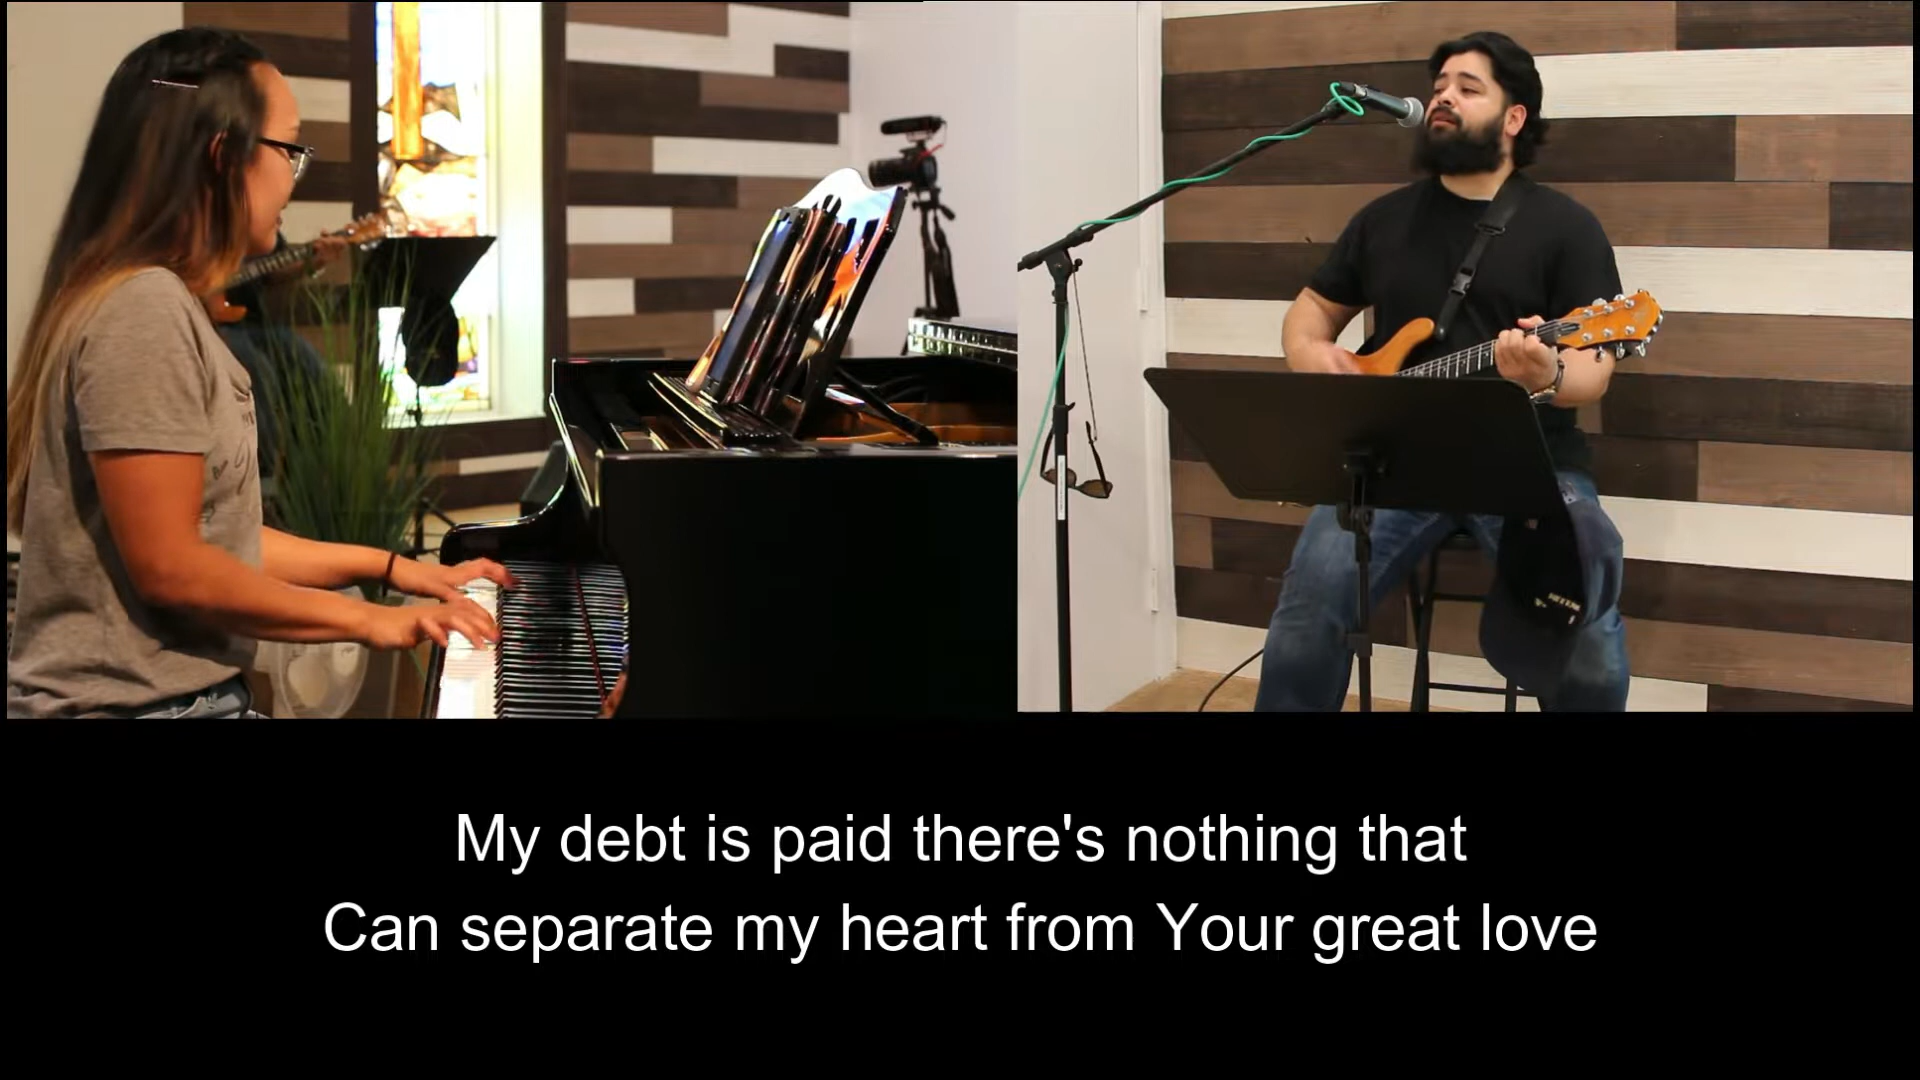 My debt is paid there's nothing that
Can separate my heart from Your great love